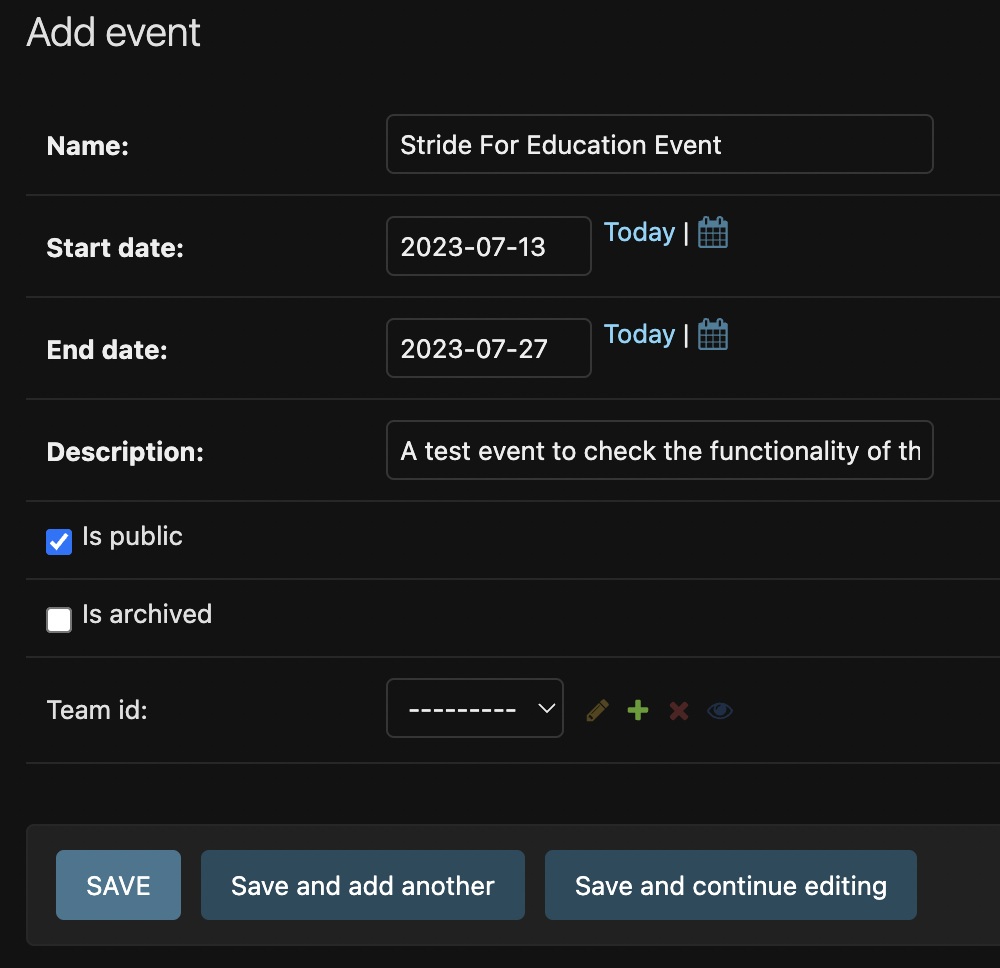 Add event
Name: Stride For Education Event
Start date: 2023-07-13 Today |
End date: 2023-07-27 Today |
Description: A test event to check the functionality of th
Is public
Is archived
Team id: ---------
SAVE Save and add another Save and continue editing